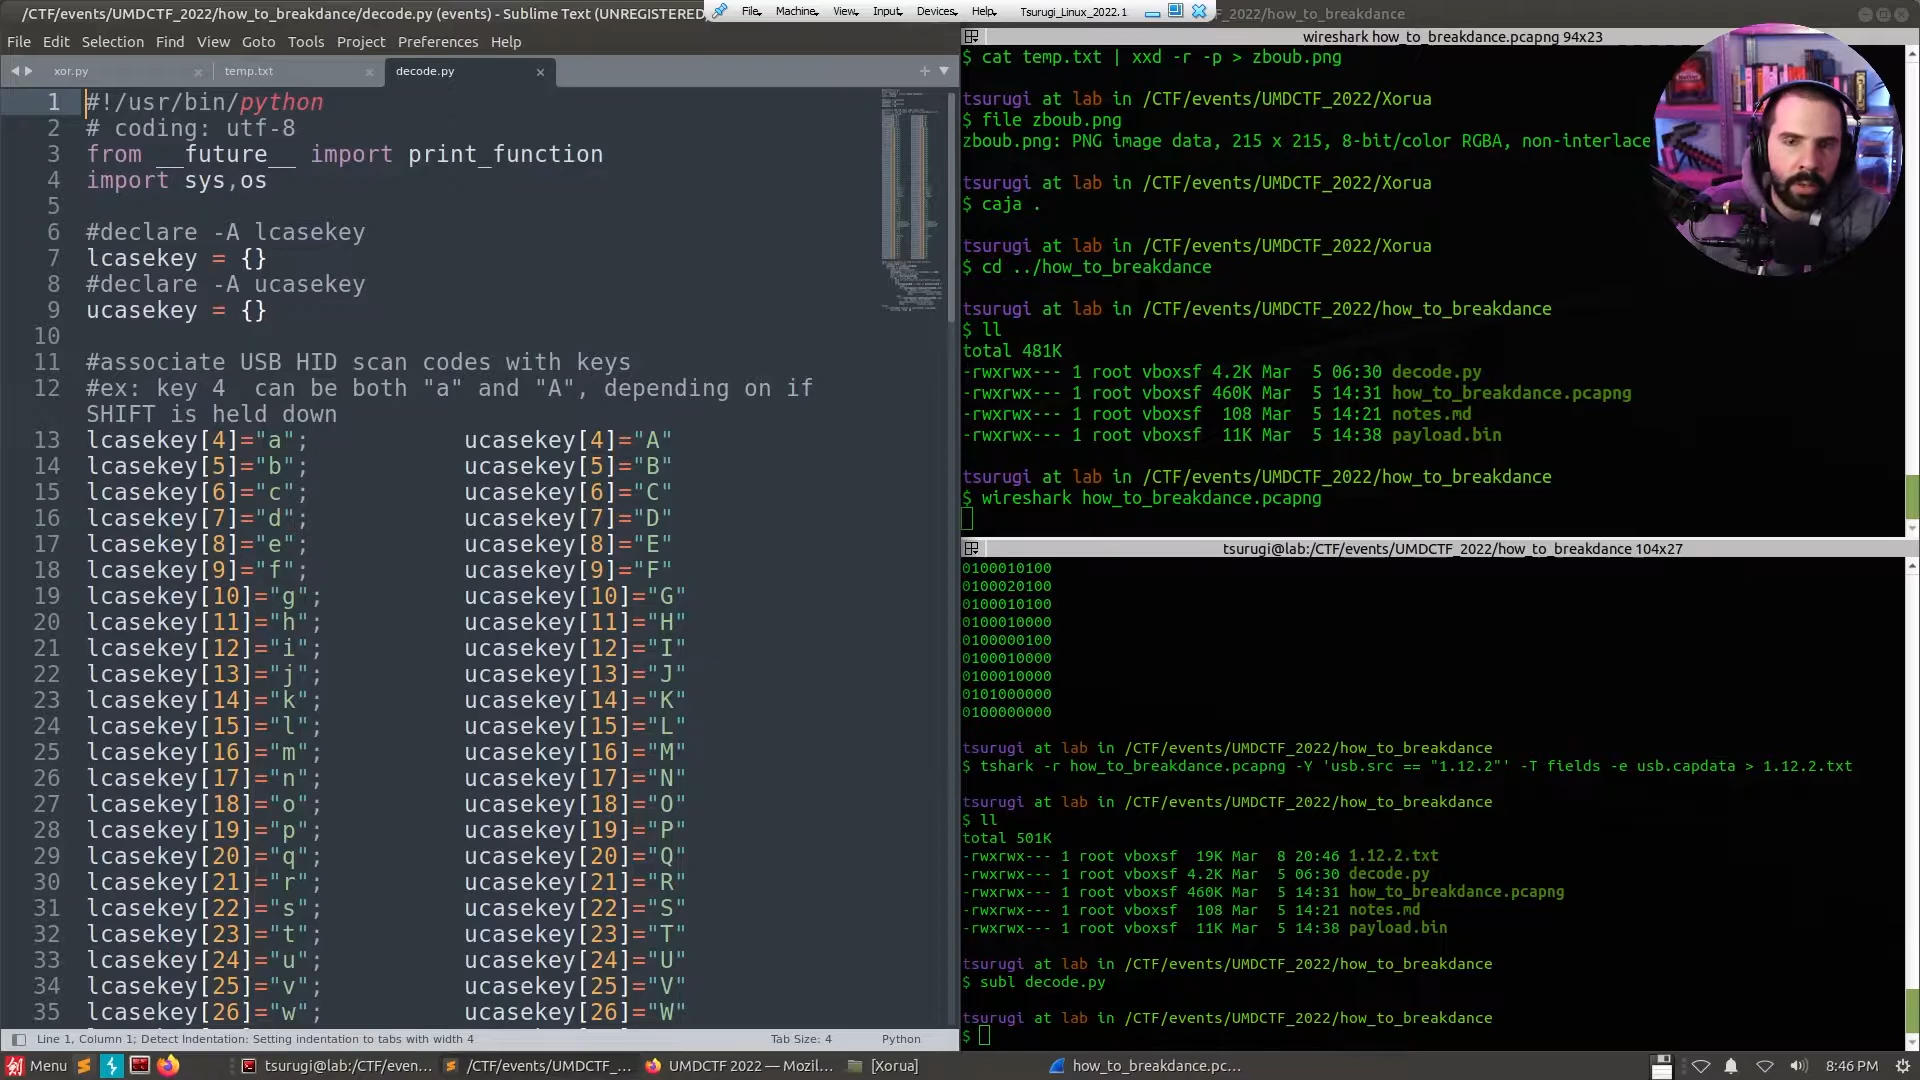 /CTF/events/UMDCTF_2022/how_to_breakdance/decode.py (events) - Sublime Text (UNREGISTERED)
File Machine View Input Devices Help Tsurugi_Linux_2022.1
_2022/how_to_breakdance
File Edit Selection Find View Goto Tools Project Preferences Help
xor.py × temp.txt × decode.py ×
1 #!/usr/bin/python
2 # coding: utf-8
3 from __future__ import print_function
4 import sys,os
5
6 #declare -A lcasekey
7 lcasekey = {}
8 #declare -A ucasekey
9 ucasekey = {}
10
11 #associate USB HID scan codes with keys
12 #ex: key 4  can be both "a" and "A", depending on if
SHIFT is held down
13 lcasekey[4]="a"; ucasekey[4]="A"
14 lcasekey[5]="b"; ucasekey[5]="B"
15 lcasekey[6]="c"; ucasekey[6]="C"
16 lcasekey[7]="d"; ucasekey[7]="D"
17 lcasekey[8]="e"; ucasekey[8]="E"
18 lcasekey[9]="f"; ucasekey[9]="F"
19 lcasekey[10]="g"; ucasekey[10]="G"
20 lcasekey[11]="h"; ucasekey[11]="H"
21 lcasekey[12]="i"; ucasekey[12]="I"
22 lcasekey[13]="j"; ucasekey[13]="J"
23 lcasekey[14]="k"; ucasekey[14]="K"
24 lcasekey[15]="l"; ucasekey[15]="L"
25 lcasekey[16]="m"; ucasekey[16]="M"
26 lcasekey[17]="n"; ucasekey[17]="N"
27 lcasekey[18]="o"; ucasekey[18]="O"
28 lcasekey[19]="p"; ucasekey[19]="P"
29 lcasekey[20]="q"; ucasekey[20]="Q"
30 lcasekey[21]="r"; ucasekey[21]="R"
31 lcasekey[22]="s"; ucasekey[22]="S"
32 lcasekey[23]="t"; ucasekey[23]="T"
33 lcasekey[24]="u"; ucasekey[24]="U"
34 lcasekey[25]="v"; ucasekey[25]="V"
35 lcasekey[26]="w"; ucasekey[26]="W"
Line 1, Column 1; Detect Indentation: Setting indentation to tabs with width 4 Tab Size: 4 Python
wireshark how_to_breakdance.pcapng 94x23
$ cat temp.txt | xxd -r -p > zboub.png
tsurugi at lab in /CTF/events/UMDCTF_2022/Xorua
$ file zboub.png
zboub.png: PNG image data, 215 x 215, 8-bit/color RGBA, non-interlace
tsurugi at lab in /CTF/events/UMDCTF_2022/Xorua
$ caja .
tsurugi at lab in /CTF/events/UMDCTF_2022/Xorua
$ cd ../how_to_breakdance
tsurugi at lab in /CTF/events/UMDCTF_2022/how_to_breakdance
$ ll
total 481K
-rwxrwx--- 1 root vboxsf 4.2K Mar  5 06:30 decode.py
-rwxrwx--- 1 root vboxsf 460K Mar  5 14:31 how_to_breakdance.pcapng
-rwxrwx--- 1 root vboxsf  108 Mar  5 14:21 notes.md
-rwxrwx--- 1 root vboxsf  11K Mar  5 14:38 payload.bin
tsurugi at lab in /CTF/events/UMDCTF_2022/how_to_breakdance
$ wireshark how_to_breakdance.pcapng
tsurugi@lab:/CTF/events/UMDCTF_2022/how_to_breakdance 104x27
0100010100
0100020100
0100010100
0100010000
0100000100
0100010000
0100010000
0101000000
0100000000
tsurugi at lab in /CTF/events/UMDCTF_2022/how_to_breakdance
$ tshark -r how_to_breakdance.pcapng -Y 'usb.src == "1.12.2"' -T fields -e usb.capdata > 1.12.2.txt
tsurugi at lab in /CTF/events/UMDCTF_2022/how_to_breakdance
$ ll
total 501K
-rwxrwx--- 1 root vboxsf  19K Mar  8 20:46 1.12.2.txt
-rwxrwx--- 1 root vboxsf 4.2K Mar  5 06:30 decode.py
-rwxrwx--- 1 root vboxsf 460K Mar  5 14:31 how_to_breakdance.pcapng
-rwxrwx--- 1 root vboxsf  108 Mar  5 14:21 notes.md
-rwxrwx--- 1 root vboxsf  11K Mar  5 14:38 payload.bin
tsurugi at lab in /CTF/events/UMDCTF_2022/how_to_breakdance
$ subl decode.py
tsurugi at lab in /CTF/events/UMDCTF_2022/how_to_breakdance
$
Menu tsurugi@lab:/CTF/even... /CTF/events/UMDCTF_... UMDCTF 2022 — Mozil... [Xorua] how_to_breakdance.pc... 8:46 PM